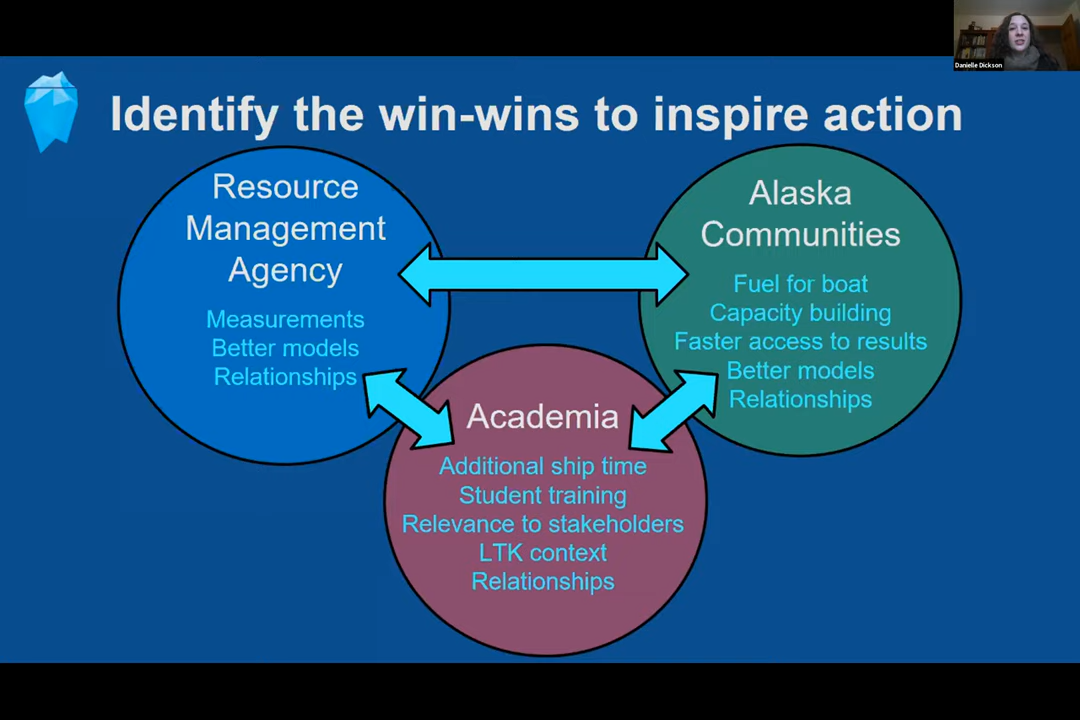 Danielle Dickson
Identify the win-wins to inspire action
Resource
Management
Agency
Measurements
Better models
Relationships
Alaska
Communities
Fuel for boat
Capacity building
Faster access to results
Better models
Relationships
Academia
Additional ship time
Student training
Relevance to stakeholders
LTK context
Relationships